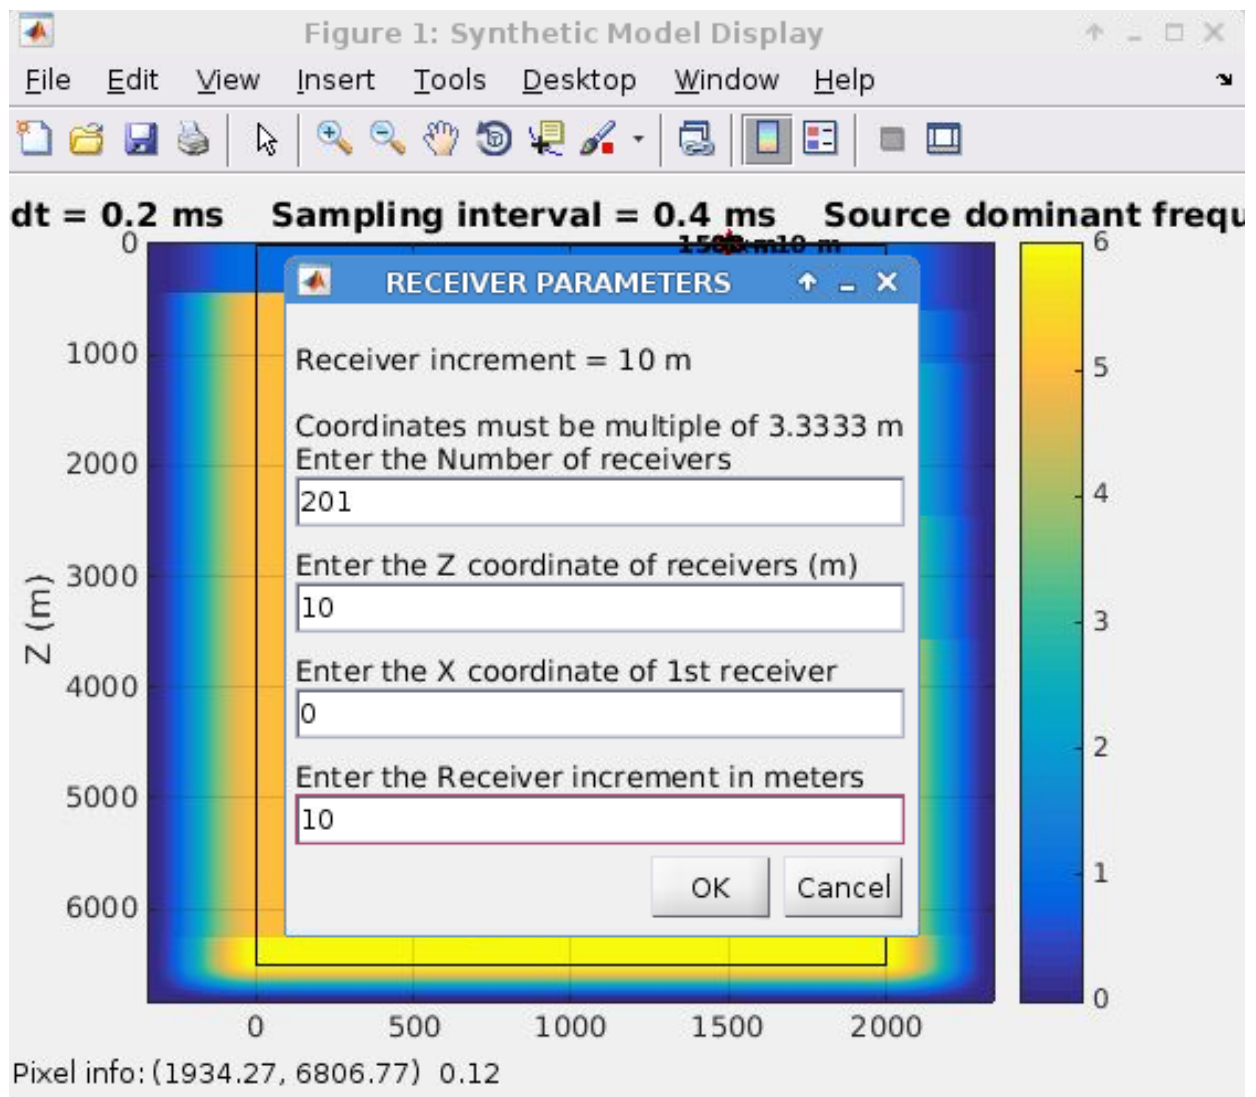 Figure 1: Synthetic Model Display
File Edit View Insert Tools Desktop Window Help
dt = 0.2 ms Sampling interval = 0.4 ms Source dominant frequ
10 m
RECEIVER PARAMETERS
Receiver increment = 10 m
Coordinates must be multiple of 3.3333 m
Enter the Number of receivers
201
Enter the Z coordinate of receivers (m)
10
Enter the X coordinate of 1st receiver
0
Enter the Receiver increment in meters
10
OK Cancel
Z (m)
0
1000
2000
3000
4000
5000
6000
0 500 1000 1500 2000
6
5
4
3
2
1
0
Pixel info: (1934.27, 6806.77) 0.12